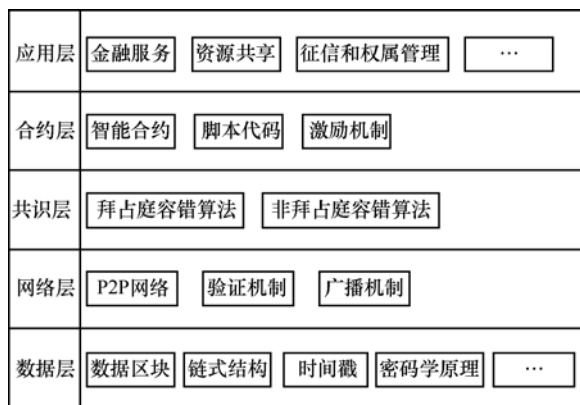 应用层 金融服务 资源共享 征信和权属管理 …
合约层 智能合约 脚本代码 激励机制
共识层 拜占庭容错算法 非拜占庭容错算法
网络层 P2P网络 验证机制 广播机制
数据层 数据区块 链式结构 时间戳 密码学原理 …